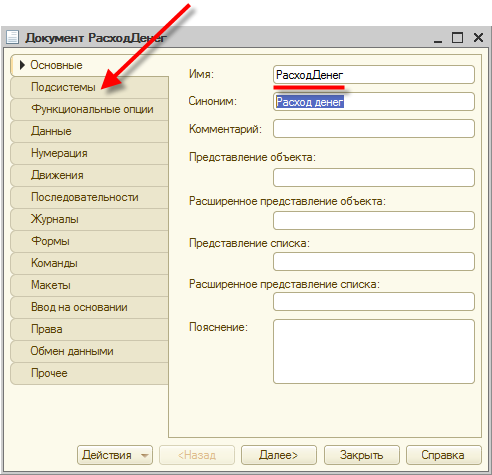 Документ РасходДенег
Основные
Подсистемы
Функциональные опции
Данные
Нумерация
Движения
Последовательности
Журналы
Формы
Команды
Макеты
Ввод на основании
Права
Обмен данными
Прочее
Имя: РасходДенег
Синоним: Расход денег
Комментарий:
Представление объекта:
Расширенное представление объекта:
Представление списка:
Расширенное представление списка:
Пояснение:
Действия <Назад Далее> Закрыть Справка